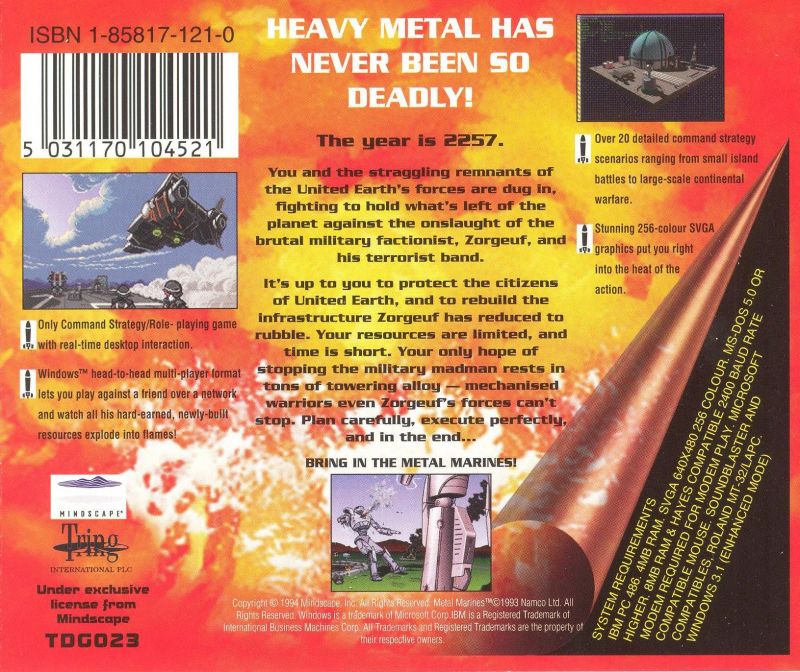 ISBN 1-85817-121-0
5 031170 104521
HEAVY METAL HAS
NEVER BEEN SO
DEADLY!
The year is 2257.
You and the straggling remnants of
the United Earth's forces are dug in,
fighting to hold what's left of the
planet against the onslaught of the
brutal military factionist, Zorgeuf, and
his terrorist band.
It's up to you to protect the citizens
of United Earth, and to rebuild the
infrastructure Zorgeuf has reduced to
rubble. Your resources are limited, and
time is short. Your only hope of
stopping the military madman rests in
tons of towering alloy — mechanised
warriors even Zorgeuf's forces can't
stop. Plan carefully, execute perfectly,
and in the end...
BRING IN THE METAL MARINES!
Only Command Strategy/Role- playing game
with real-time desktop interaction.
Windows™ head-to-head multi-player format
lets you play against a friend over a network
and watch all his hard-earned, newly-built
resources explode into flames!
Over 20 detailed command strategy
scenarios ranging from small island
battles to large-scale continental
warfare.
Stunning 256-colour SVGA
graphics put you right
into the heat of the
action.
MINDSCAPE®
Tring
INTERNATIONAL PLC
Under exclusive
license from
Mindscape
TDG023
Copyright © 1994 Mindscape, Inc. All Rights Reserved. Metal Marines™©1993 Namco Ltd. All
Rights Reserved. Windows is a trademark of Microsoft Corp.IBM is a Registered Trademark of
International Business Machines Corp. All Trademarks and Registered Trademarks are the property of
their respective owners.
SYSTEM REQUIREMENTS
IBM PC 486, 4MB RAM, SVGA 640X480 256 COLOUR, MS-DOS 5.0 OR
HIGHER, 8MB RAM & HAYES COMPATIBLE 2400 BAUD RATE
MODEM REQUIRED FOR MODEM PLAY. MICROSOFT
COMPATIBLE MOUSE. SOUNDBLASTER AND
COMPATIBLES, ROLAND MT-32/LAPC.
WINDOWS 3.1 (ENHANCED MODE)